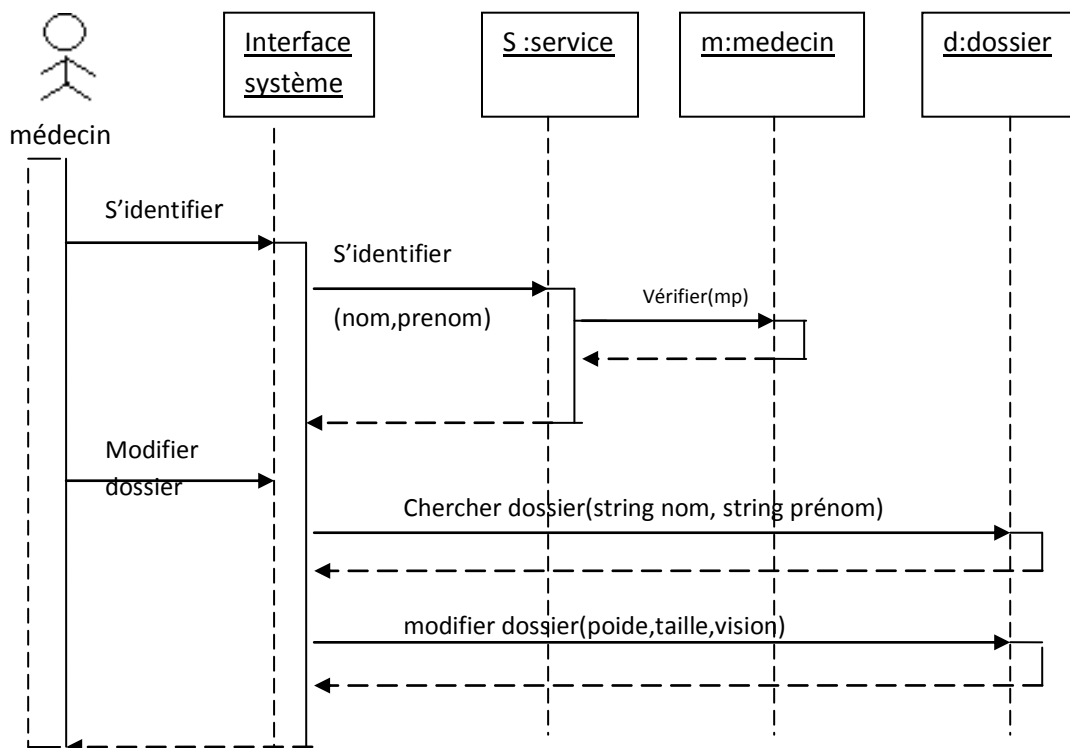 Interface
système
S :service
m:medecin
d:dossier
médecin
S’identifier
S’identifier
(nom,prenom)
Vérifier(mp)
Modifier
dossier
Chercher dossier(string nom, string prénom)
modifier dossier(poide,taille,vision)